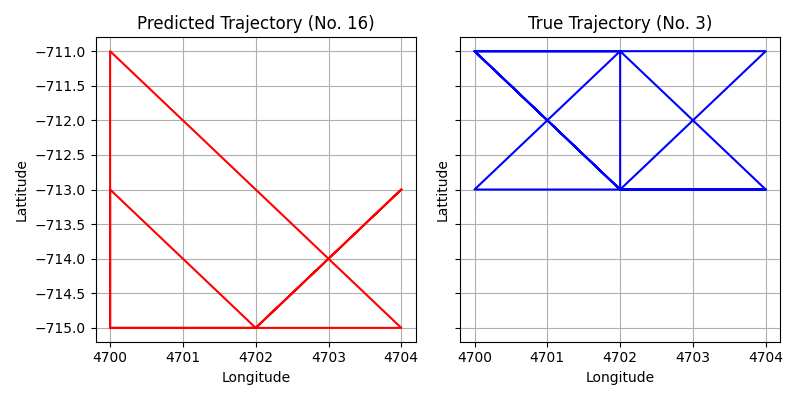 Predicted Trajectory (No. 16)
True Trajectory (No. 3)
Lattitude
−711.0
−711.5
−712.0
−712.5
−713.0
−713.5
−714.0
−714.5
−715.0
4700 4701 4702 4703 4704
Longitude
Lattitude
4700 4701 4702 4703 4704
Longitude